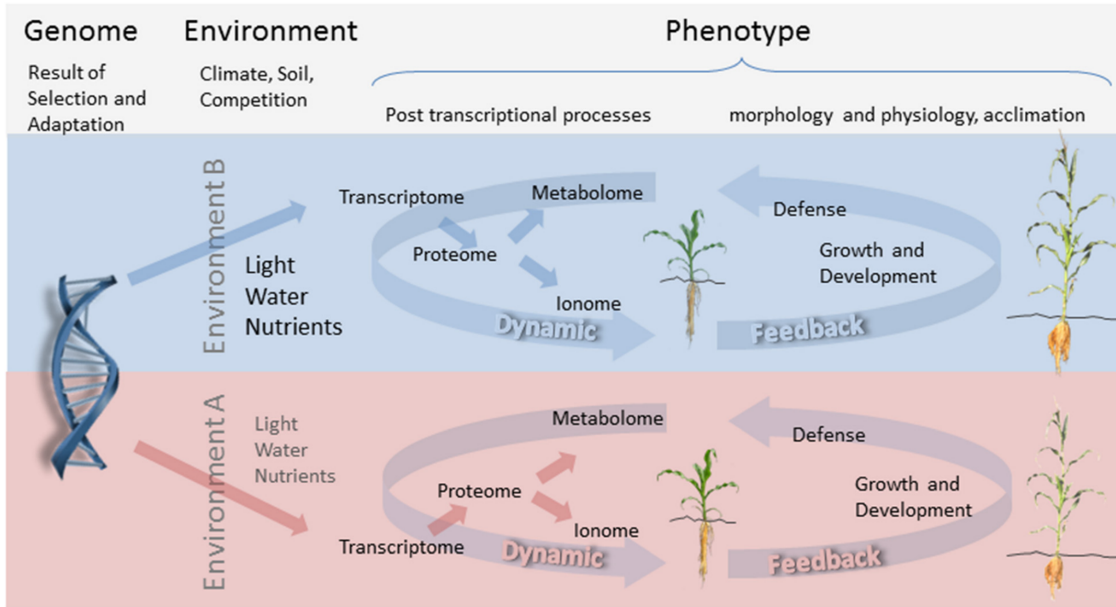 Genome
Environment
Phenotype
Result of
Selection and
Adaptation
Climate, Soil,
Competition
Post transcriptional processes
morphology and physiology, acclimation
Environment B
Light
Water
Nutrients
Transcriptome
Metabolome
Proteome
Ionome
Dynamic
Feedback
Defense
Growth and
Development
Environment A
Light
Water
Nutrients
Metabolome
Proteome
Ionome
Transcriptome
Dynamic
Feedback
Defense
Growth and
Development